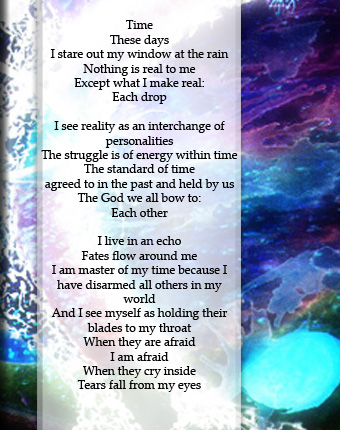 Time
These days
I stare out my window at the rain
Nothing is real to me
Except what I make real:
Each drop

I see reality as an interchange of
personalities
The struggle is of energy within time
The standard of time
agreed to in the past and held by us
The God we all bow to:
Each other

I live in an echo
Fates flow around me
I am master of my time because I
have disarmed all others in my
world
And I see myself as holding their
blades to my throat
When they are afraid
I am afraid
When they cry inside
Tears fall from my eyes